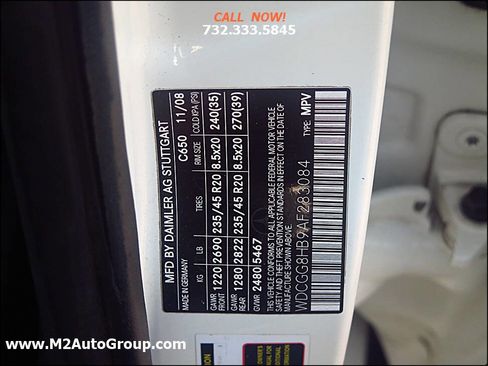 CALL NOW!
732.333.5845
MFD BY DAIMLER AG STUTTGART
MADE IN GERMANY C650 11/08
KG LB TIRES RIM SIZE COLD KPA (PSI)
GAWR FRONT 1220 2690 235/45 R20 8.5x20 240(35)
GAWR REAR 1280 2822 235/45 R20 8.5x20 270(39)
GVWR 2480 5467
THIS VEHICLE CONFORMS TO ALL APPLICABLE FEDERAL MOTOR VEHICLE
SAFETY AND THEFT PREVENTION STANDARDS IN EFFECT ON THE DATE
OF MANUFACTURE SHOWN ABOVE.
WDCGG8HB9AF283084 TYPE: MPV
www.M2AutoGroup.com